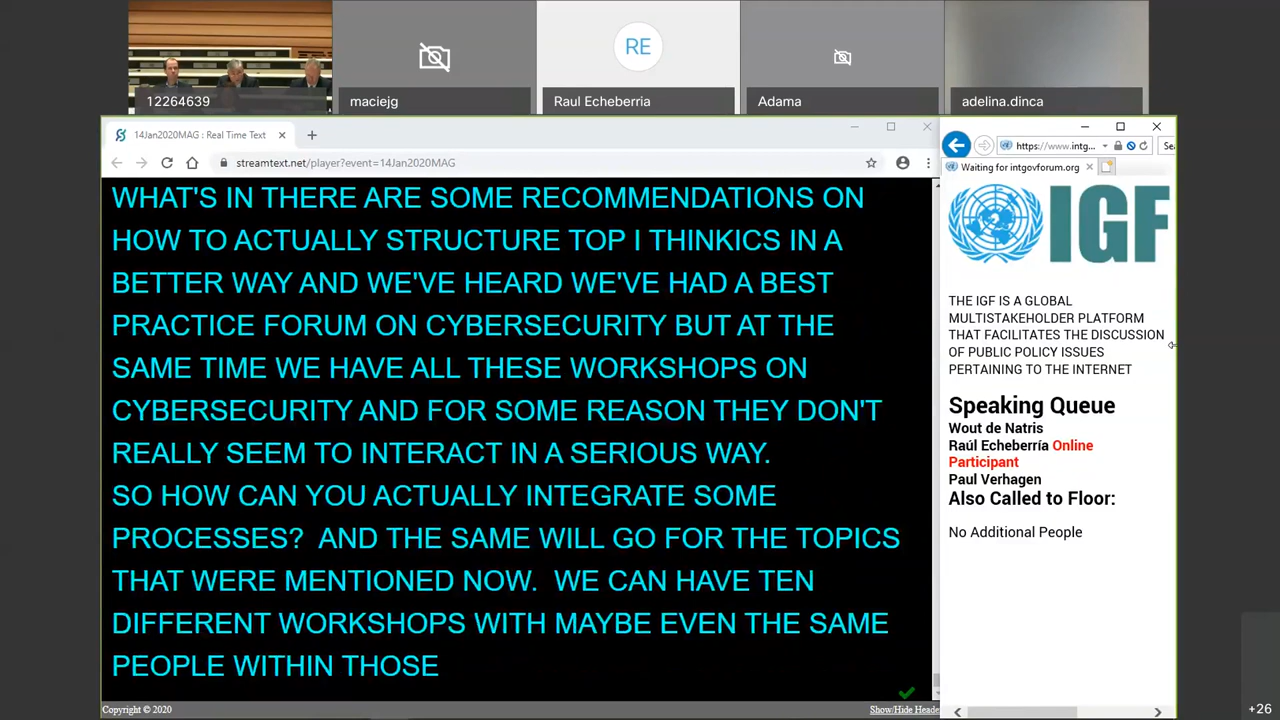 12264639
maciejg
RE
Raul Echeberria
Adama
adelina.dinca
14Jan2020MAG : Real Time Text
streamtext.net/player?event=14Jan2020MAG
WHAT'S IN THERE ARE SOME RECOMMENDATIONS ON
HOW TO ACTUALLY STRUCTURE TOP I THINKICS IN A
BETTER WAY AND WE'VE HEARD WE'VE HAD A BEST
PRACTICE FORUM ON CYBERSECURITY BUT AT THE
SAME TIME WE HAVE ALL THESE WORKSHOPS ON
CYBERSECURITY AND FOR SOME REASON THEY DON'T
REALLY SEEM TO INTERACT IN A SERIOUS WAY.
SO HOW CAN YOU ACTUALLY INTEGRATE SOME
PROCESSES?  AND THE SAME WILL GO FOR THE TOPICS
THAT WERE MENTIONED NOW.  WE CAN HAVE TEN
DIFFERENT WORKSHOPS WITH MAYBE EVEN THE SAME
PEOPLE WITHIN THOSE
Copyright © 2020
Show/Hide Heade
https://www.intg...
Sea
Waiting for intgovforum.org
IGF
THE IGF IS A GLOBAL
MULTISTAKEHOLDER PLATFORM
THAT FACILITATES THE DISCUSSION
OF PUBLIC POLICY ISSUES
PERTAINING TO THE INTERNET
Speaking Queue
Wout de Natris
Raúl Echeberría Online
Participant
Paul Verhagen
Also Called to Floor:
No Additional People
+26